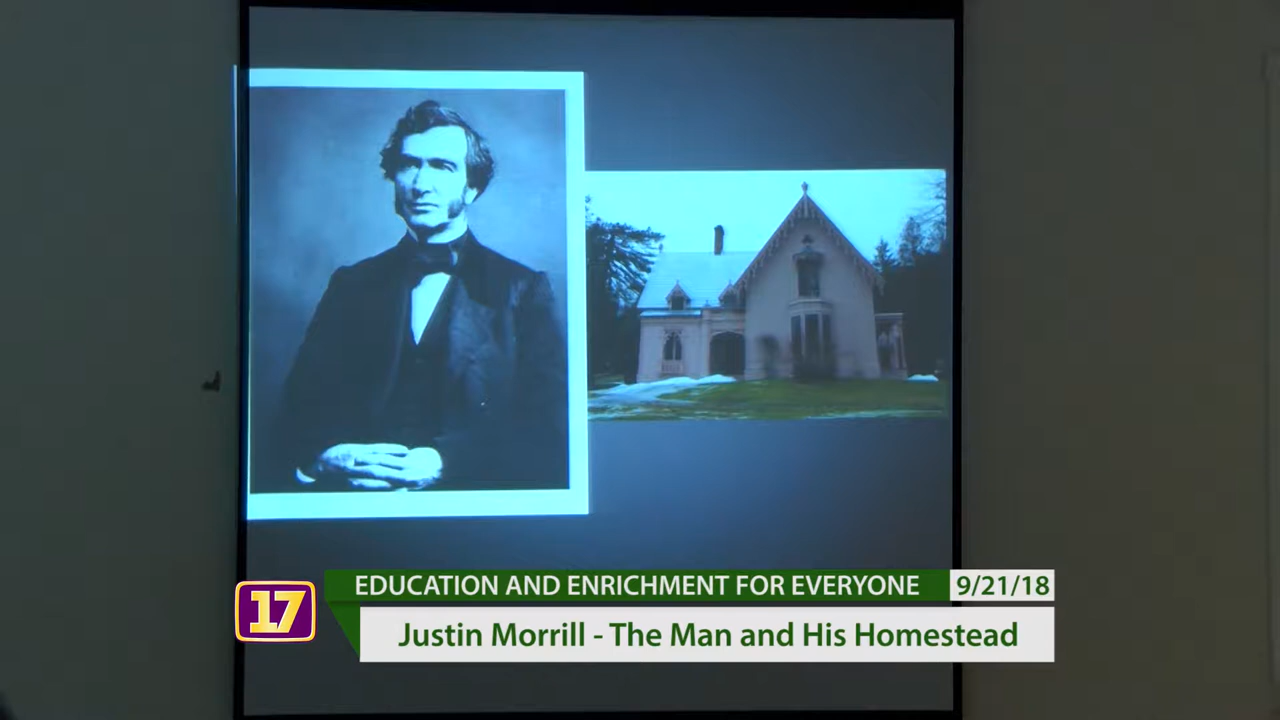 EDUCATION AND ENRICHMENT FOR EVERYONE 9/21/18
17
Justin Morrill - The Man and His Homestead